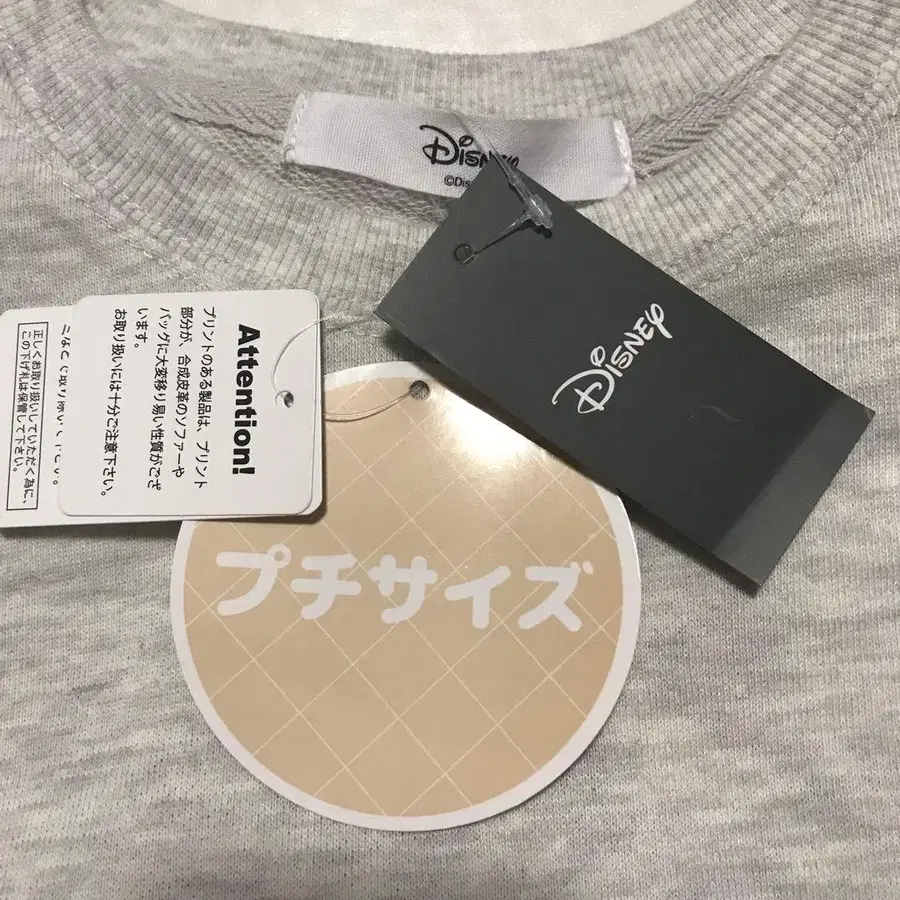 Disney
©Dis
Disney
Attention!
プリントのある製品は、プリント
部分が、合成皮革のソファーや
バッグに大変移り易い性質がござ
います。
お取り扱いには十分ご注意下さい。
正しくお取り扱いしていただく為に、
この下げ札は保管して下さい。
プチサイズ